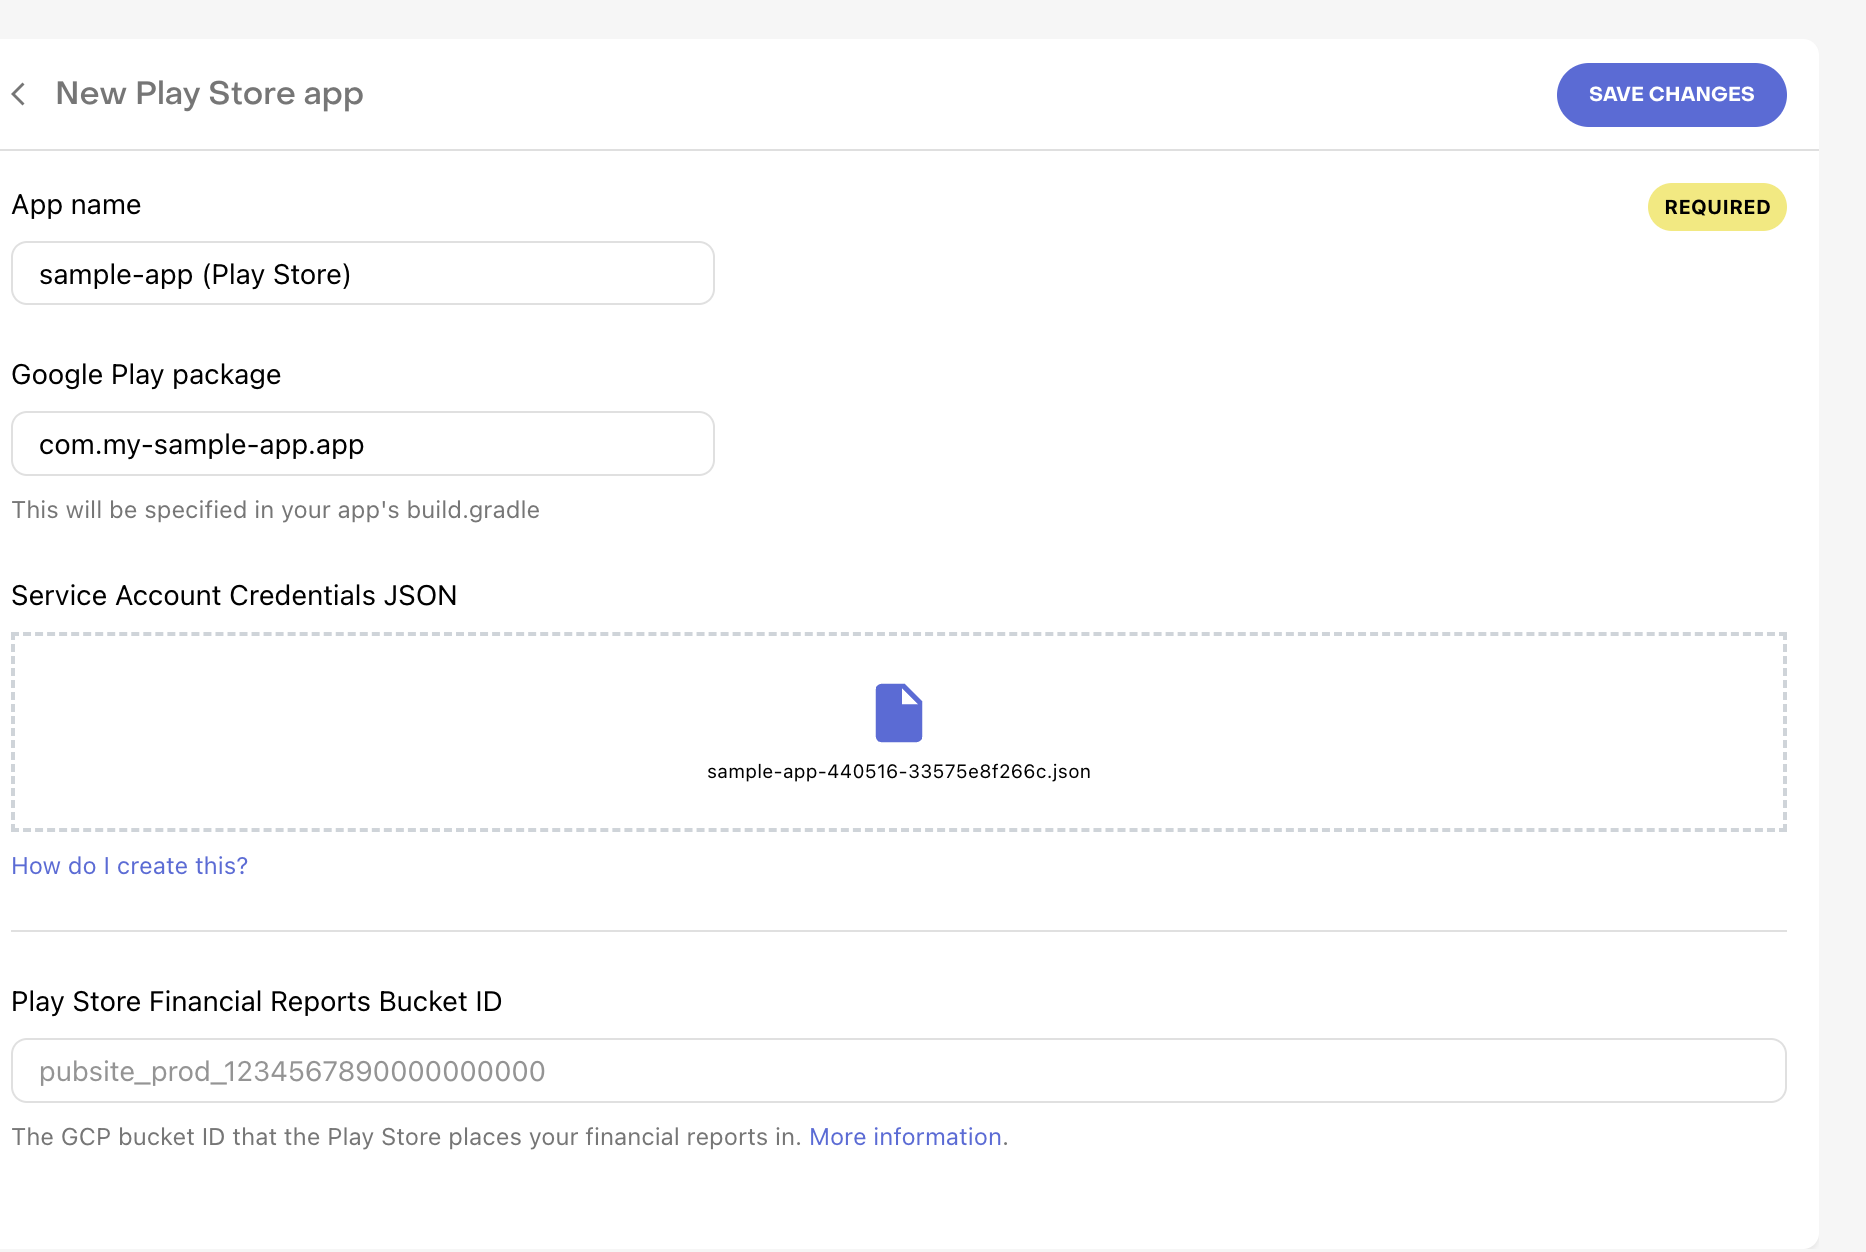 New Play Store app
SAVE CHANGES
App name
REQUIRED
sample-app (Play Store)
Google Play package
com.my-sample-app.app
This will be specified in your app's build.gradle
Service Account Credentials JSON
sample-app-440516-33575e8f266c.json
How do I create this?
Play Store Financial Reports Bucket ID
pubsite_prod_1234567890000000000
The GCP bucket ID that the Play Store places your financial reports in. More information.